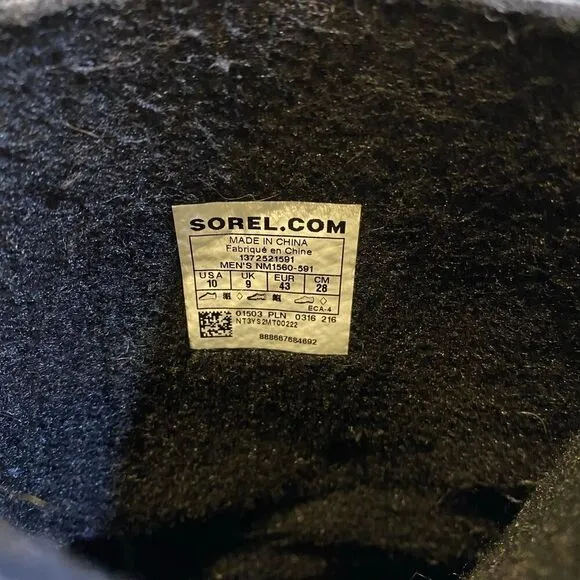 SOREL.COM
MADE IN CHINA
Fabriqué en Chine
1372521591
MEN'S NM1560-591
USA UK EUR CM
10 9 43 28
ECA-4
01503 PLN 0316 216
NT3YS2MT00222
888667684692